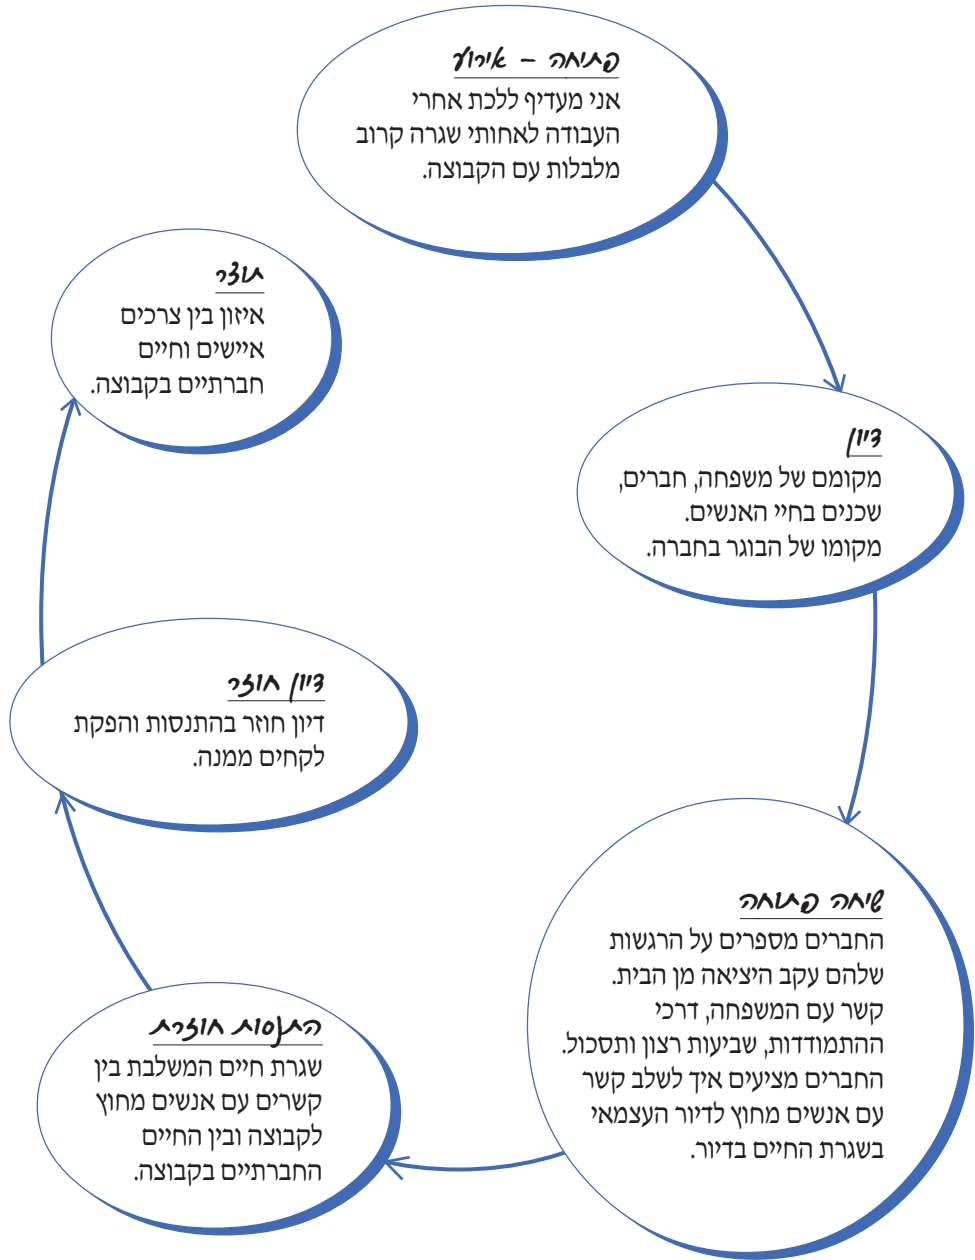 פתיחה – אירוע
אני מעדיף ללכת אחרי
העבודה לאחותי שגרה קרוב
מלבלות עם הקבוצה.
דיון
מקומם של משפחה, חברים,
שכנים בחיי האנשים.
מקומו של הבוגר בחברה.
שיחה פתוחה
החברים מספרים על הרגשות
שלהם עקב היציאה מן הבית.
קשר עם המשפחה, דרכי
ההתמודדות, שביעות רצון ותסכול.
החברים מציעים איך לשלב קשר
עם אנשים מחוץ לדיור העצמאי
בשגרת החיים בדיור.
התנסות חוזרת
שגרת חיים המשלבת בין
קשרים עם אנשים מחוץ
לקבוצה ובין החיים
החברתיים בקבוצה.
דיון חוזר
דיון חוזר בהתנסות והפקת
לקחים ממנה.
תוצר
איזון בין צרכים
איישים וחיים
חברתיים בקבוצה.